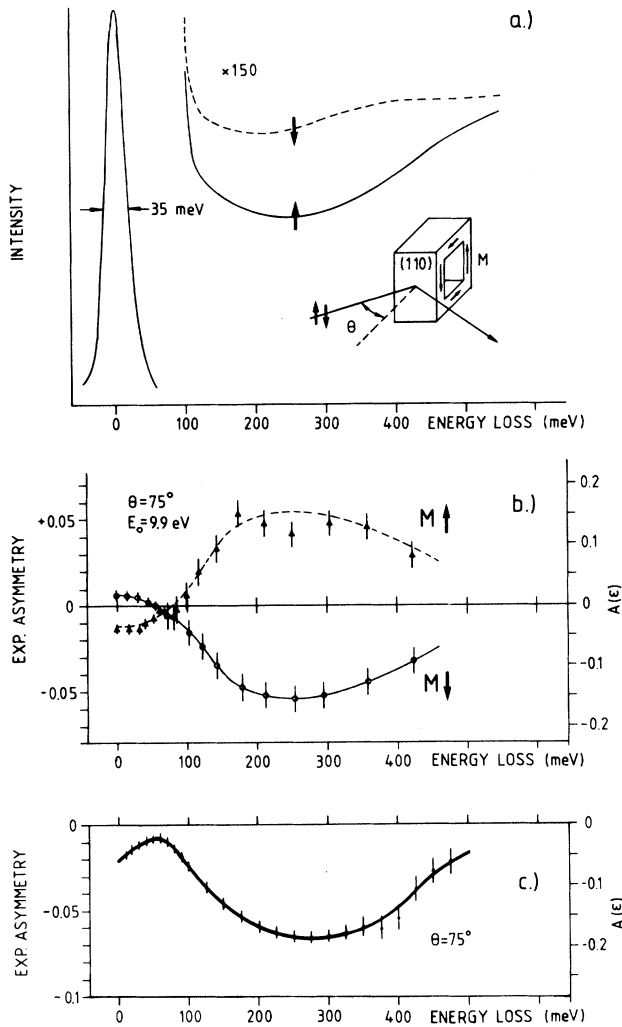 a.)
×150
INTENSITY
35 meV
(110)
M
θ
0 100 200 300 400 ENERGY LOSS (meV)
b.)
θ=75°
E₀=9.9 eV
M
M
EXP. ASYMMETRY
+0.05
0
-0.05
0.2
0.1
0
-0.1
-0.2
A(ε)
0 100 200 300 400 ENERGY LOSS (meV)
c.)
θ=75°
EXP. ASYMMETRY
0
-0.05
-0.1
0
-0.1
-0.2
A(ε)
0 100 200 300 400 ENERGY LOSS (meV)